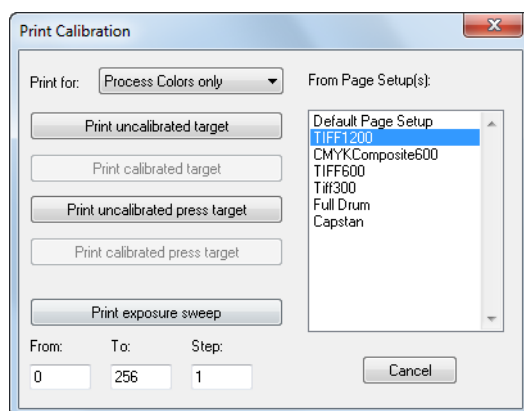 Print Calibration
Print for:
Process Colors only
Print uncalibrated target
Print calibrated target
Print uncalibrated press target
Print calibrated press target
Print exposure sweep
From:
To:
Step:
0
256
1
From Page Setup(s):
Default Page Setup
TIFF1200
CMYKComposite600
TIFF600
Tiff300
Full Drum
Capstan
Cancel